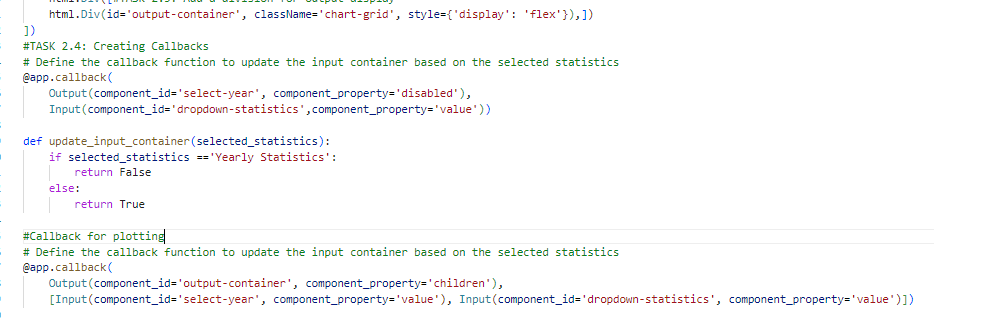 html.Div(id='output-container', className='chart-grid', style={'display': 'flex'}),])
])
#TASK 2.4: Creating Callbacks
# Define the callback function to update the input container based on the selected statistics
@app.callback(
Output(component_id='select-year', component_property='disabled'),
Input(component_id='dropdown-statistics',component_property='value'))
def update_input_container(selected_statistics):
if selected_statistics =='Yearly Statistics':
return False
else:
return True
#Callback for plotting
# Define the callback function to update the input container based on the selected statistics
@app.callback(
Output(component_id='output-container', component_property='children'),
[Input(component_id='select-year', component_property='value'), Input(component_id='dropdown-statistics', component_property='value')])